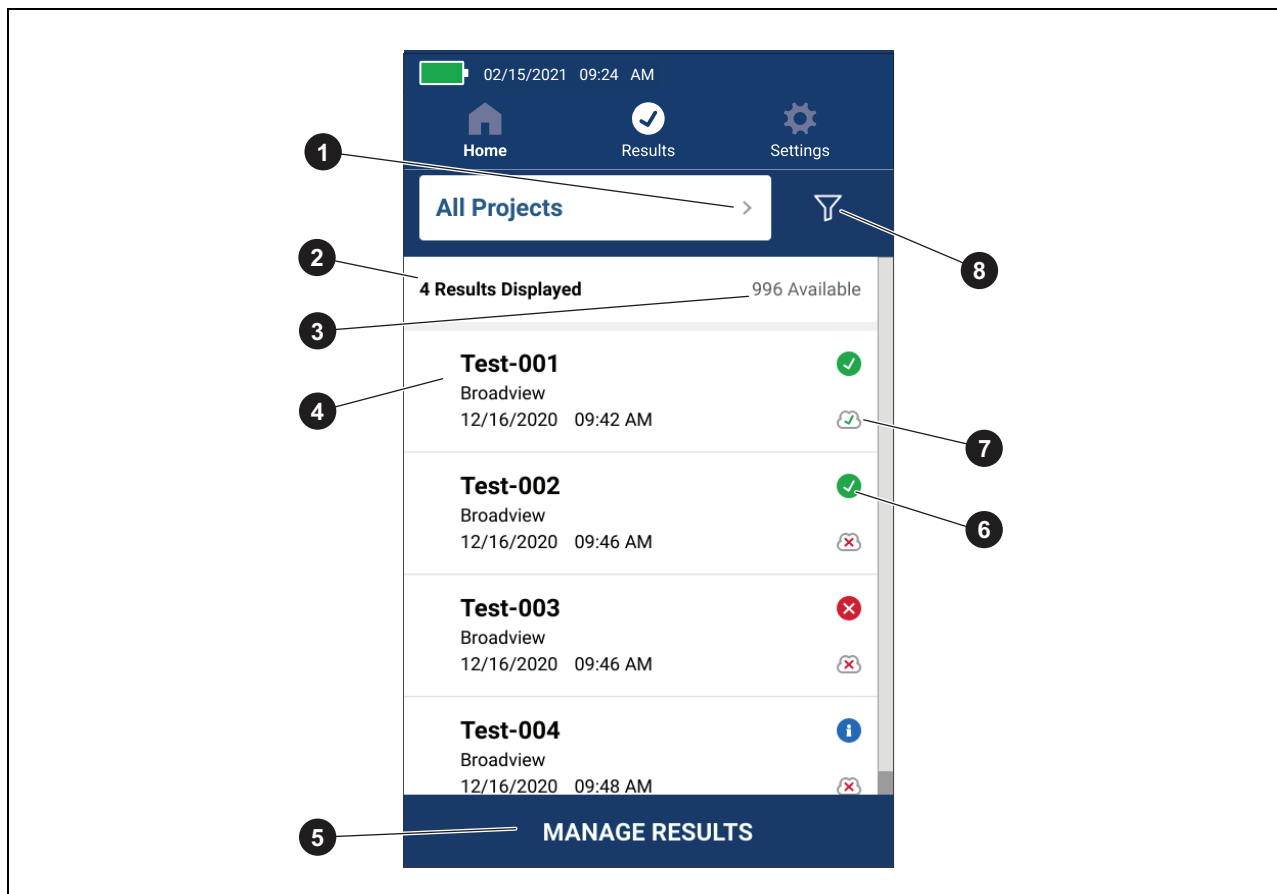 02/15/2021 09:24 AM
Home Results Settings
1
All Projects
8
2
4 Results Displayed 996 Available
3
Test-001
Broadview
4
12/16/2020 09:42 AM
7
Test-002
Broadview
6
12/16/2020 09:46 AM
Test-003
Broadview
12/16/2020 09:46 AM
Test-004
Broadview
12/16/2020 09:48 AM
5
MANAGE RESULTS